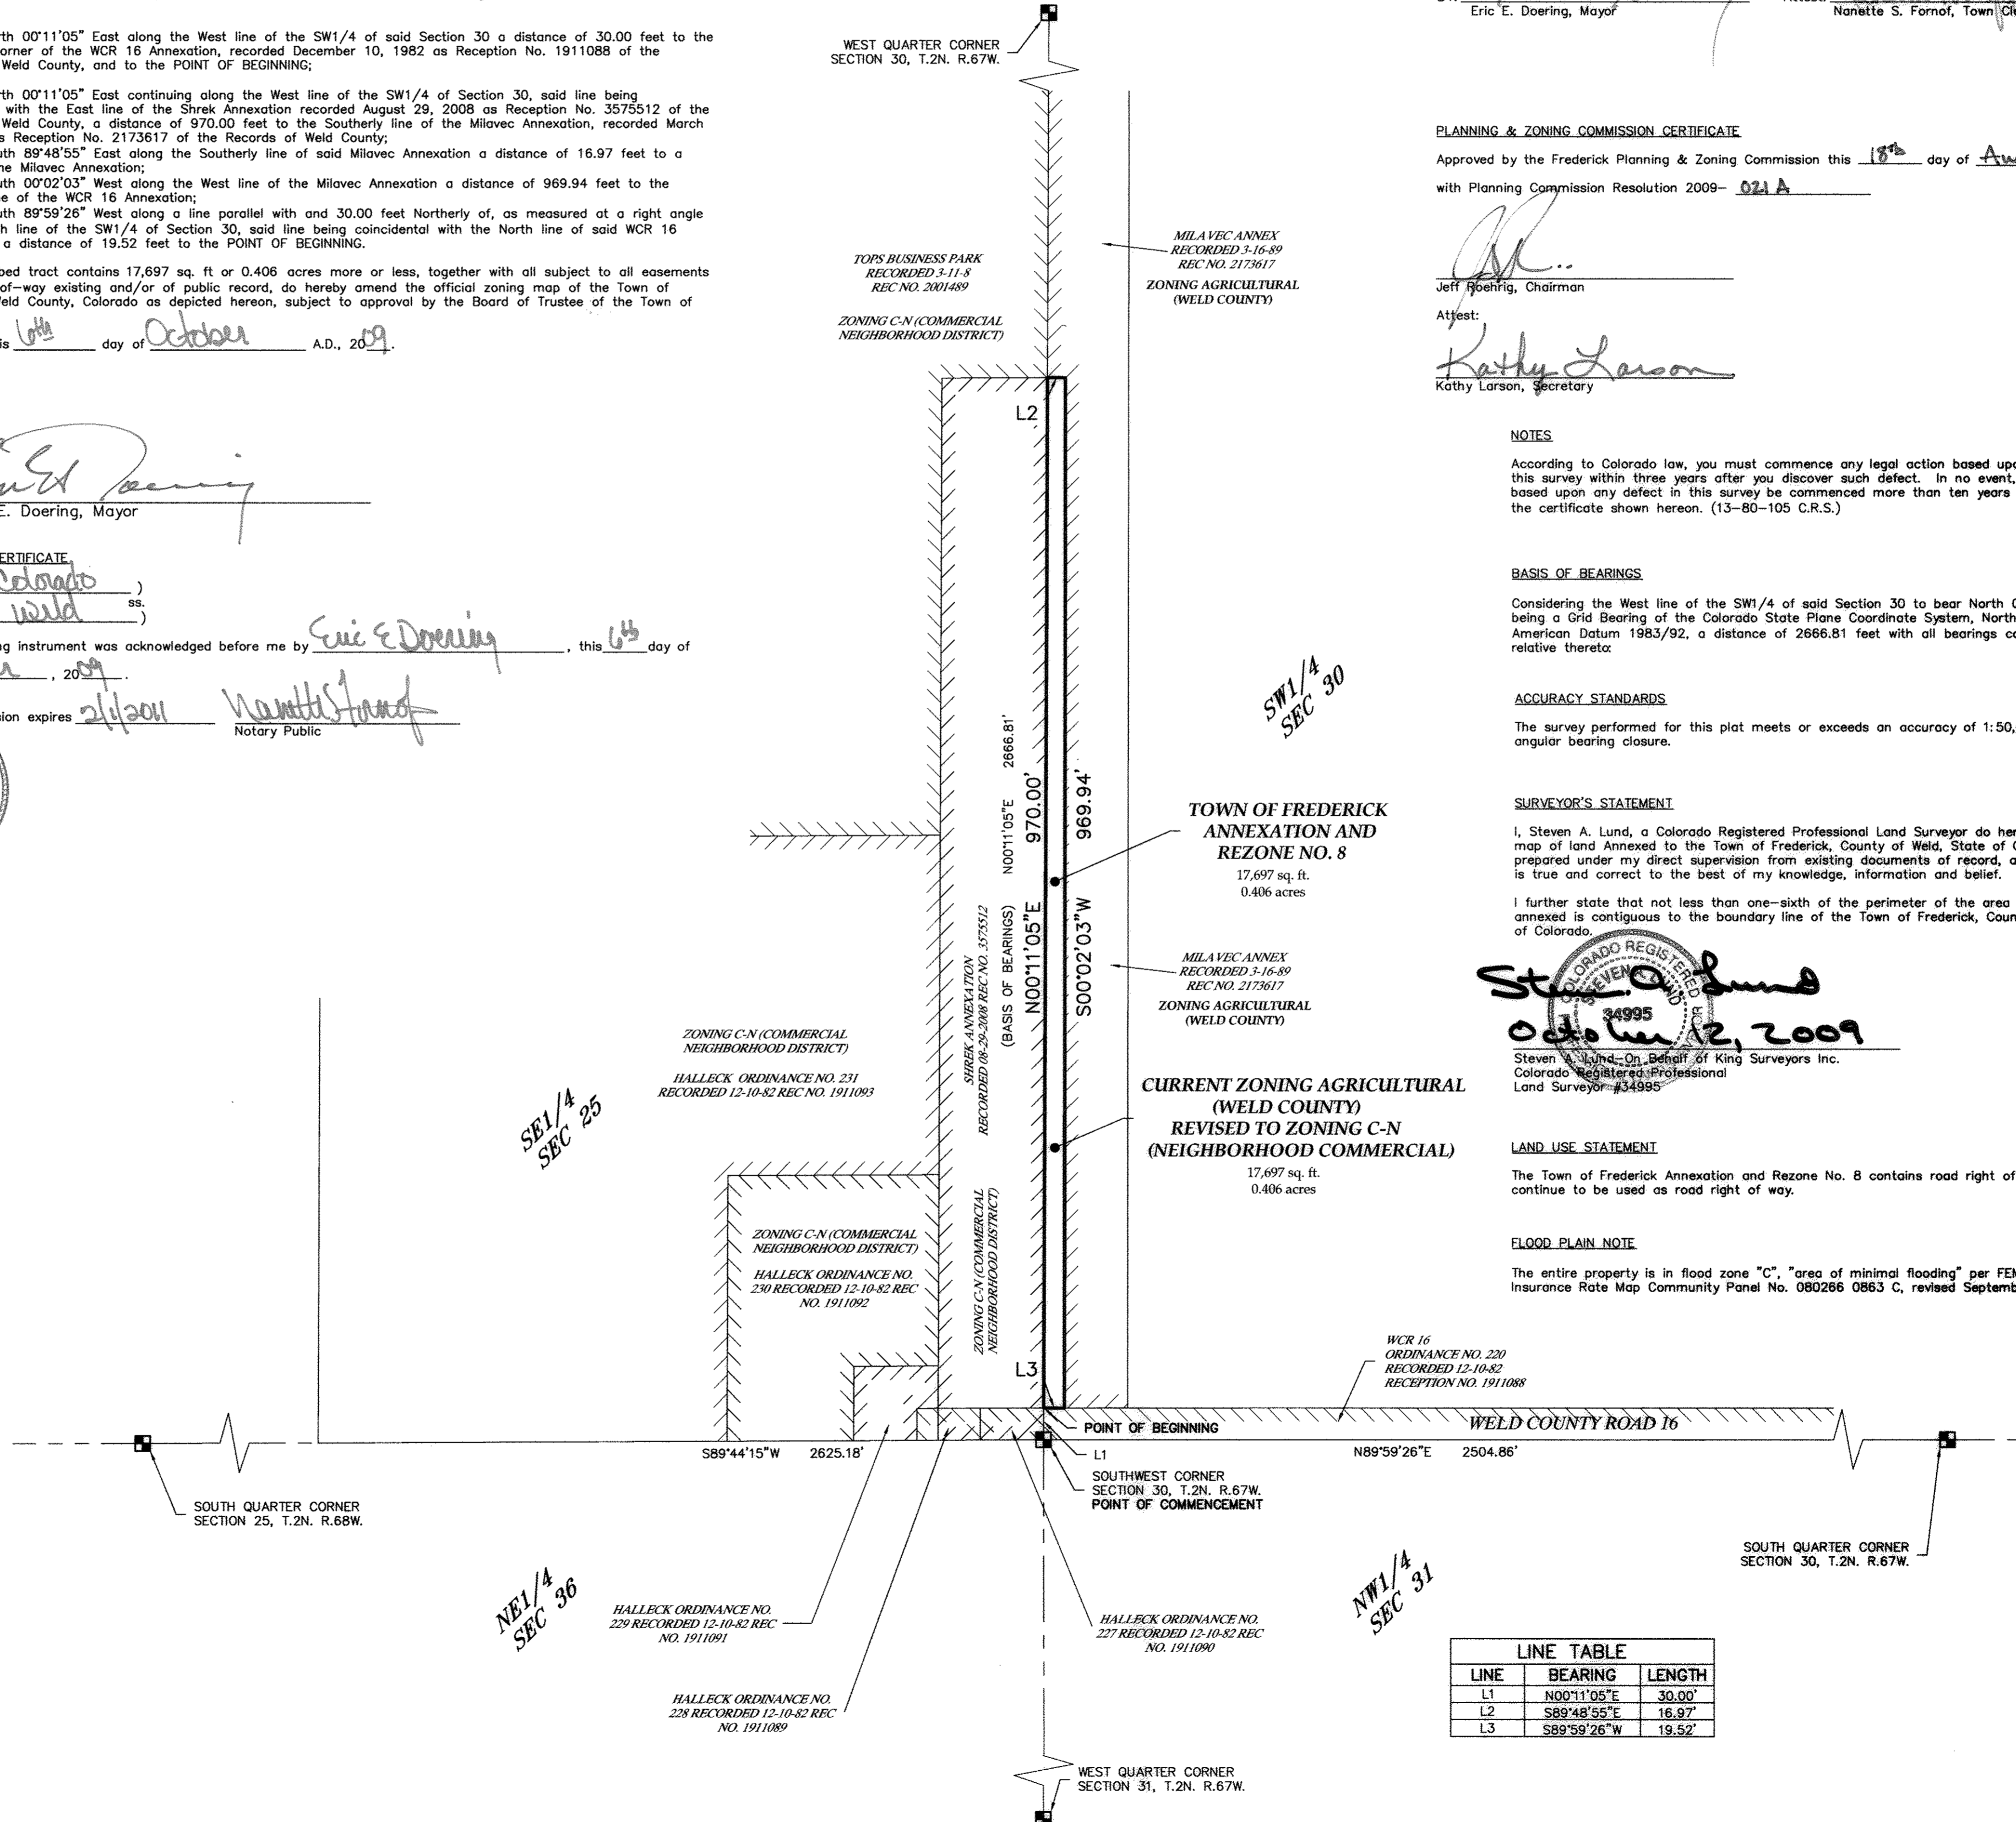 rth 00°11'05" East along the West line of the SW1/4 of said Section 30 a distance of 30.00 feet to the
orner of the WCR 16 Annexation, recorded December 10, 1982 as Reception No. 1911088 of the
Weld County, and to the POINT OF BEGINNING;
rth 00°11'05" East continuing along the West line of the SW1/4 of Section 30, said line being
with the East line of the Shrek Annexation recorded August 29, 2008 as Reception No. 3575512 of the
Weld County, a distance of 970.00 feet to the Southerly line of the Milavec Annexation, recorded March
s Reception No. 2173617 of the Records of Weld County;
uth 89°48'55" East along the Southerly line of said Milavec Annexation a distance of 16.97 feet to a
he Milavec Annexation;
uth 00°02'03" West along the West line of the Milavec Annexation a distance of 969.94 feet to the
e of the WCR 16 Annexation;
uth 89°59'26" West along a line parallel with and 30.00 feet Northerly of, as measured at a right angle
h line of the SW1/4 of Section 30, said line being coincidental with the North line of said WCR 16
a distance of 19.52 feet to the POINT OF BEGINNING.
bed tract contains 17,697 sq. ft or 0.406 acres more or less, together with all subject to all easements
of-way existing and/or of public record, do hereby amend the official zoning map of the Town of
Weld County, Colorado as depicted hereon, subject to approval by the Board of Trustee of the Town of
is 6th day of October A.D., 2009.
E. Doering, Mayor
ERTIFICATE
Colorado )
ss.
Weld )
ng instrument was acknowledged before me by Eric E Doering, this 6th day of
, 2009.
sion expires 2/1/2011 Nanette S Fornof
Notary Public
Eric E. Doering, Mayor
Nanette S. Fornof, Town Cle
PLANNING & ZONING COMMISSION CERTIFICATE
Approved by the Frederick Planning & Zoning Commission this 18th day of Au
with Planning Commission Resolution 2009- 021 A
Jeff Roehrig, Chairman
Attest:
Kathy Larson
Kathy Larson, Secretary
NOTES
According to Colorado law, you must commence any legal action based upo
this survey within three years after you discover such defect. In no event,
based upon any defect in this survey be commenced more than ten years
the certificate shown hereon. (13-80-105 C.R.S.)
BASIS OF BEARINGS
Considering the West line of the SW1/4 of said Section 30 to bear North 0
being a Grid Bearing of the Colorado State Plane Coordinate System, North
American Datum 1983/92, a distance of 2666.81 feet with all bearings co
relative thereto:
ACCURACY STANDARDS
The survey performed for this plat meets or exceeds an accuracy of 1:50,
angular bearing closure.
SURVEYOR'S STATEMENT
I, Steven A. Lund, a Colorado Registered Professional Land Surveyor do her
map of land Annexed to the Town of Frederick, County of Weld, State of C
prepared under my direct supervision from existing documents of record, a
is true and correct to the best of my knowledge, information and belief.
I further state that not less than one-sixth of the perimeter of the area
annexed is contiguous to the boundary line of the Town of Frederick, Coun
of Colorado.
COLORADO REGISTERED
STEVEN A. LUND
34995
Steven A. Lund
October 12, 2009
Steven A. Lund-On Behalf of King Surveyors Inc.
Colorado Registered Professional
Land Surveyor #34995
LAND USE STATEMENT
The Town of Frederick Annexation and Rezone No. 8 contains road right of
continue to be used as road right of way.
FLOOD PLAIN NOTE
The entire property is in flood zone "C", "area of minimal flooding" per FEM
Insurance Rate Map Community Panel No. 080266 0863 C, revised Septemb
WEST QUARTER CORNER
SECTION 30, T.2N. R.67W.
TOPS BUSINESS PARK
RECORDED 3-11-8
REC NO. 2001489
ZONING C-N (COMMERCIAL
NEIGHBORHOOD DISTRICT)
MILAVEC ANNEX
RECORDED 3-16-89
REC NO. 2173617
ZONING AGRICULTURAL
(WELD COUNTY)
L2
SW1/4
SEC 30
2666.81'
N00°11'05"E
(BASIS OF BEARINGS)
970.00'
N00°11'05"E
969.94'
S00°02'03"W
TOWN OF FREDERICK
ANNEXATION AND
REZONE NO. 8
17,697 sq. ft.
0.406 acres
SHREK ANNEXATION
RECORDED 08-29-2008 REC NO. 3575512
MILAVEC ANNEX
RECORDED 3-16-89
REC NO. 2173617
ZONING AGRICULTURAL
(WELD COUNTY)
ZONING C-N (COMMERCIAL
NEIGHBORHOOD DISTRICT)
HALLECK ORDINANCE NO. 231
RECORDED 12-10-82 REC NO. 1911093
SE1/4
SEC 25
CURRENT ZONING AGRICULTURAL
(WELD COUNTY)
REVISED TO ZONING C-N
(NEIGHBORHOOD COMMERCIAL)
17,697 sq. ft.
0.406 acres
ZONING C-N (COMMERCIAL
NEIGHBORHOOD DISTRICT)
HALLECK ORDINANCE NO.
230 RECORDED 12-10-82 REC
NO. 1911092
ZONING C-N (COMMERCIAL
NEIGHBORHOOD DISTRICT)
L3
WCR 16
ORDINANCE NO. 220
RECORDED 12-10-82
RECEPTION NO. 1911088
POINT OF BEGINNING
WELD COUNTY ROAD 16
S89°44'15"W 2625.18'
L1
N89°59'26"E 2504.86'
SOUTHWEST CORNER
SECTION 30, T.2N. R.67W.
POINT OF COMMENCEMENT
SOUTH QUARTER CORNER
SECTION 25, T.2N. R.68W.
SOUTH QUARTER CORNER
SECTION 30, T.2N. R.67W.
NE1/4
SEC 36
NW1/4
SEC 31
HALLECK ORDINANCE NO.
229 RECORDED 12-10-82 REC
NO. 1911091
HALLECK ORDINANCE NO.
227 RECORDED 12-10-82 REC
NO. 1911090
HALLECK ORDINANCE NO.
228 RECORDED 12-10-82 REC
NO. 1911089
LINE TABLE
LINE BEARING LENGTH
L1 N00°11'05"E 30.00'
L2 S89°48'55"E 16.97'
L3 S89°59'26"W 19.52'
WEST QUARTER CORNER
SECTION 31, T.2N. R.67W.